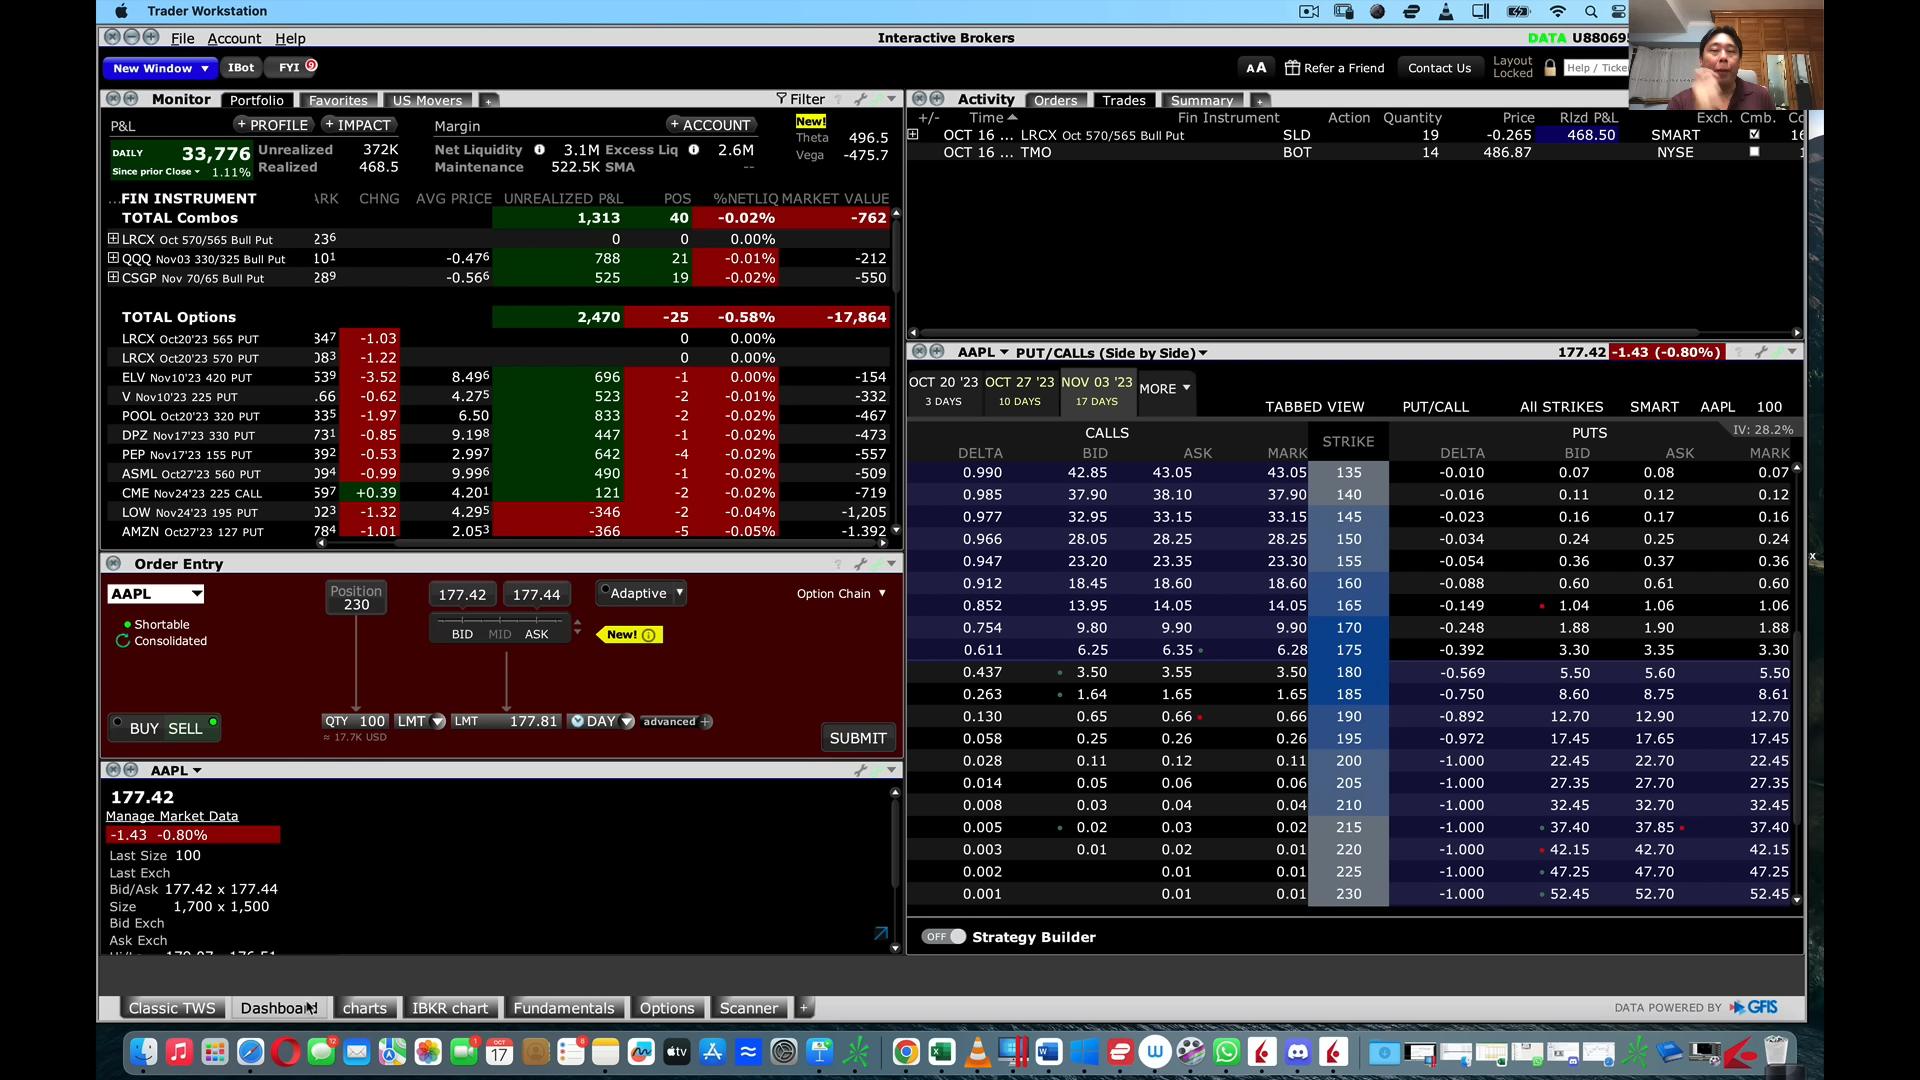 Trader Workstation
File Account Help
Interactive Brokers
DATA U88069
New Window ▼ IBot FYI 9
AA Refer a Friend Contact Us Layout Locked Help / Ticke
Monitor Portfolio Favorites US Movers + Filter
P&L + PROFILE + IMPACT Margin + ACCOUNT New!
DAILY 33,776 Unrealized 372K Net Liquidity 3.1M Excess Liq 2.6M Theta 496.5
Since prior Close 1.11% Realized 468.5 Maintenance 522.5K SMA -- Vega -475.7
...FIN INSTRUMENT ARK CHNG AVG PRICE UNREALIZED P&L POS %NETLIQ MARKET VALUE
TOTAL Combos 1,313 40 -0.02% -762
LRCX Oct 570/565 Bull Put 236 0 0 0.00%
QQQ Nov03 330/325 Bull Put 101 -0.476 788 21 -0.01% -212
CSGP Nov 70/65 Bull Put 289 -0.566 525 19 -0.02% -550
TOTAL Options 2,470 -25 -0.58% -17,864
LRCX Oct20'23 565 PUT 347 -1.03 0 0.00%
LRCX Oct20'23 570 PUT 083 -1.22 0 0.00%
ELV Nov10'23 420 PUT 539 -3.52 8.496 696 -1 0.00% -154
V Nov10'23 225 PUT .66 -0.62 4.275 523 -2 -0.01% -332
POOL Oct20'23 320 PUT 335 -1.97 6.50 833 -2 -0.02% -467
DPZ Nov17'23 330 PUT 731 -0.85 9.198 447 -1 -0.02% -473
PEP Nov17'23 155 PUT 392 -0.53 2.997 642 -4 -0.02% -557
ASML Oct27'23 560 PUT 094 -0.99 9.996 490 -1 -0.02% -509
CME Nov24'23 225 CALL 597 +0.39 4.201 121 -2 -0.02% -719
LOW Nov24'23 195 PUT 023 -1.32 4.295 -346 -2 -0.04% -1,205
AMZN Oct27'23 127 PUT 784 -1.01 2.053 -366 -5 -0.05% -1,392
Activity Orders Trades Summary +
+/- Time Fin Instrument Action Quantity Price Rlzd P&L Exch. Cmb.
OCT 16 ... LRCX Oct 570/565 Bull Put SLD 19 -0.265 468.50 SMART
OCT 16 ... TMO BOT 14 486.87 NYSE
AAPL ▼ PUT/CALLs (Side by Side) ▼ 177.42 -1.43 (-0.80%)
OCT 20 '23 OCT 27 '23 NOV 03 '23 MORE ▼
3 DAYS 10 DAYS 17 DAYS
TABBED VIEW PUT/CALL All STRIKES SMART AAPL 100
IV: 28.2%
CALLS STRIKE PUTS
DELTA BID ASK MARK DELTA BID ASK MARK
0.990 42.85 43.05 43.05 135 -0.010 0.07 0.08 0.07
0.985 37.90 38.10 37.90 140 -0.016 0.11 0.12 0.12
0.977 32.95 33.15 33.15 145 -0.023 0.16 0.17 0.16
0.966 28.05 28.25 28.25 150 -0.034 0.24 0.25 0.24
0.947 23.20 23.35 23.30 155 -0.054 0.36 0.37 0.36
0.912 18.45 18.60 18.60 160 -0.088 0.60 0.61 0.60
0.852 13.95 14.05 14.05 165 -0.149 1.04 1.06 1.06
0.754 9.80 9.90 9.90 170 -0.248 1.88 1.90 1.88
0.611 6.25 6.35 6.28 175 -0.392 3.30 3.35 3.30
0.437 3.50 3.55 3.50 180 -0.569 5.50 5.60 5.50
0.263 1.64 1.65 1.65 185 -0.750 8.60 8.75 8.61
0.130 0.65 0.66 0.66 190 -0.892 12.70 12.90 12.70
0.058 0.25 0.26 0.26 195 -0.972 17.45 17.65 17.45
0.028 0.11 0.12 0.11 200 -1.000 22.45 22.70 22.45
0.014 0.05 0.06 0.06 205 -1.000 27.35 27.70 27.35
0.008 0.03 0.04 0.04 210 -1.000 32.45 32.70 32.45
0.005 0.02 0.03 0.02 215 -1.000 37.40 37.85 37.40
0.003 0.01 0.02 0.01 220 -1.000 42.15 42.70 42.15
0.002 0.01 0.01 225 -1.000 47.25 47.70 47.25
0.001 0.01 0.01 230 -1.000 52.45 52.70 52.45
OFF Strategy Builder
Order Entry
AAPL Position 230 177.42 177.44 Adaptive ▼ Option Chain ▼
Shortable
Consolidated
BID MID ASK New!
BUY SELL QTY 100 LMT LMT 177.81 DAY advanced +
≈ 17.7K USD
SUBMIT
AAPL ▼
177.42
Manage Market Data
-1.43 -0.80%
Last Size 100
Last Exch
Bid/Ask 177.42 x 177.44
Size 1,700 x 1,500
Bid Exch
Ask Exch
Classic TWS Dashboard charts IBKR chart Fundamentals Options Scanner +
DATA POWERED BY GFIS